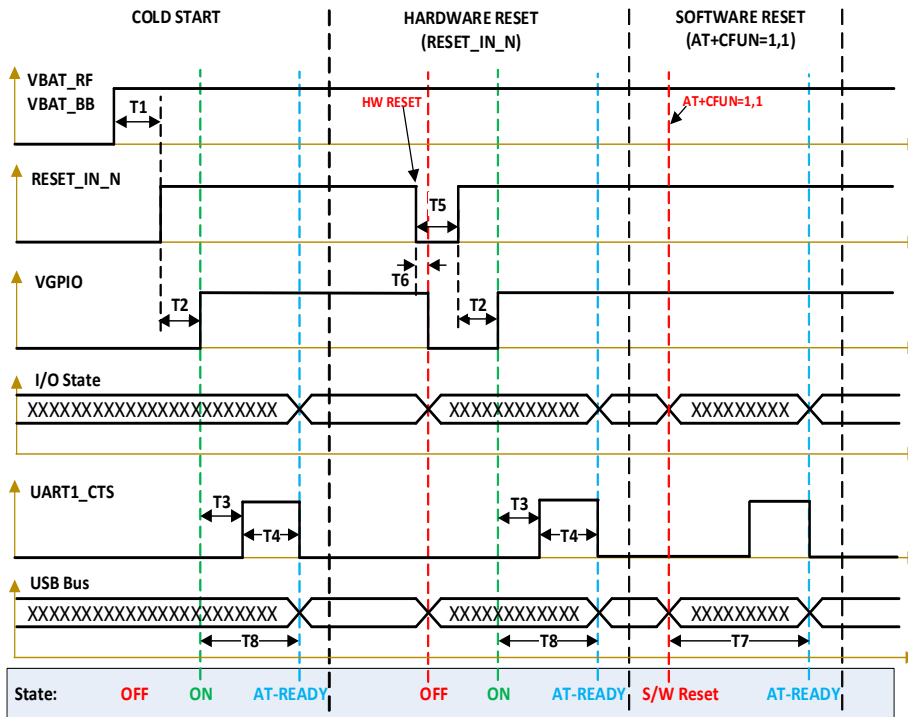 COLD START
HARDWARE RESET
(RESET_IN_N)
SOFTWARE RESET
(AT+CFUN=1,1)
VBAT_RF
VBAT_BB
T1
HW RESET
AT+CFUN=1,1
RESET_IN_N
T5
VGPIO
T6
T2
T2
I/O State
XXXXXXXXXXXXXXXXXXXXXXX
XXXXXXXXXXXX
XXXXXXXXX
UART1_CTS
T3
T4
T3
T4
USB Bus
XXXXXXXXXXXXXXXXXXXXXXX
XXXXXXXXXXXX
XXXXXXXXX
T8
T8
T7
State: OFF ON AT-READY OFF ON AT-READY S/W Reset AT-READY